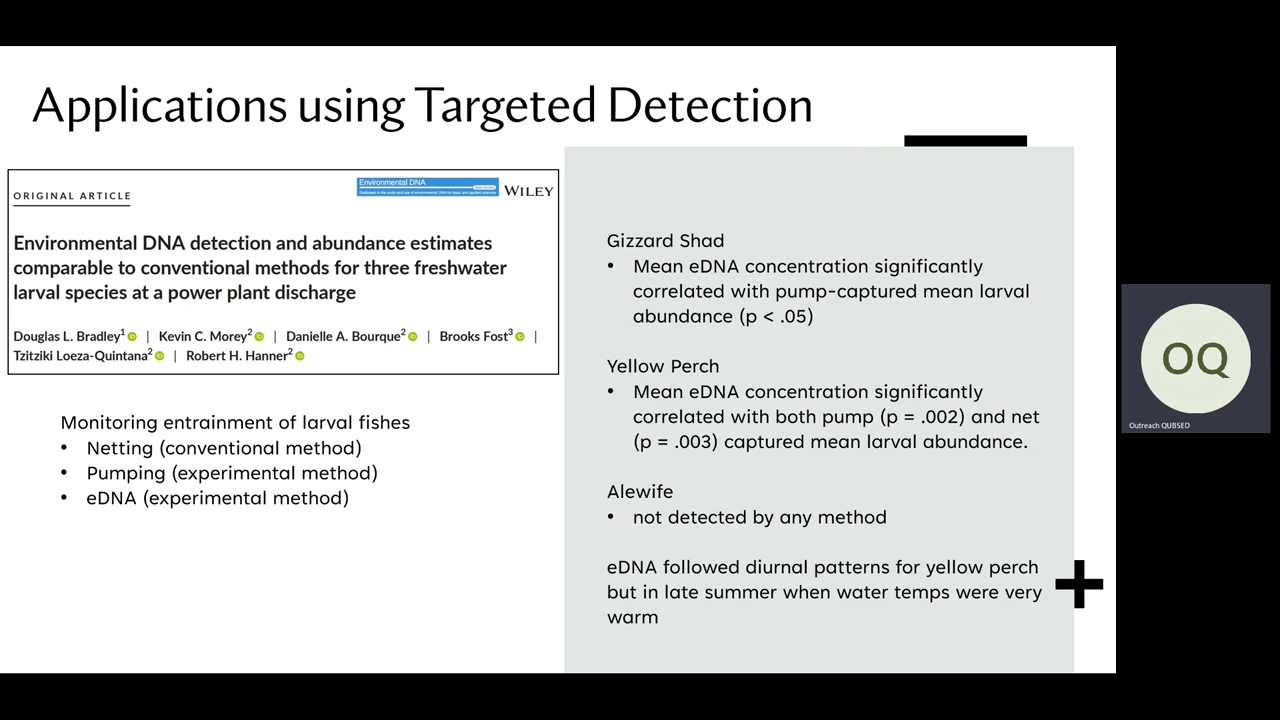 Applications using Targeted Detection
ORIGINAL ARTICLE
Environmental DNA
WILEY
Environmental DNA detection and abundance estimates
comparable to conventional methods for three freshwater
larval species at a power plant discharge
Douglas L. Bradley1 | Kevin C. Morey2 | Danielle A. Bourque2 | Brooks Fost3 |
Tzitziki Loeza-Quintana2 | Robert H. Hanner2
Monitoring entrainment of larval fishes
• Netting (conventional method)
• Pumping (experimental method)
• eDNA (experimental method)
Gizzard Shad
• Mean eDNA concentration significantly
correlated with pump-captured mean larval
abundance (p < .05)
Yellow Perch
• Mean eDNA concentration significantly
correlated with both pump (p = .002) and net
(p = .003) captured mean larval abundance.
Alewife
• not detected by any method
eDNA followed diurnal patterns for yellow perch
but in late summer when water temps were very
warm
OQ
Outreach QUBSED